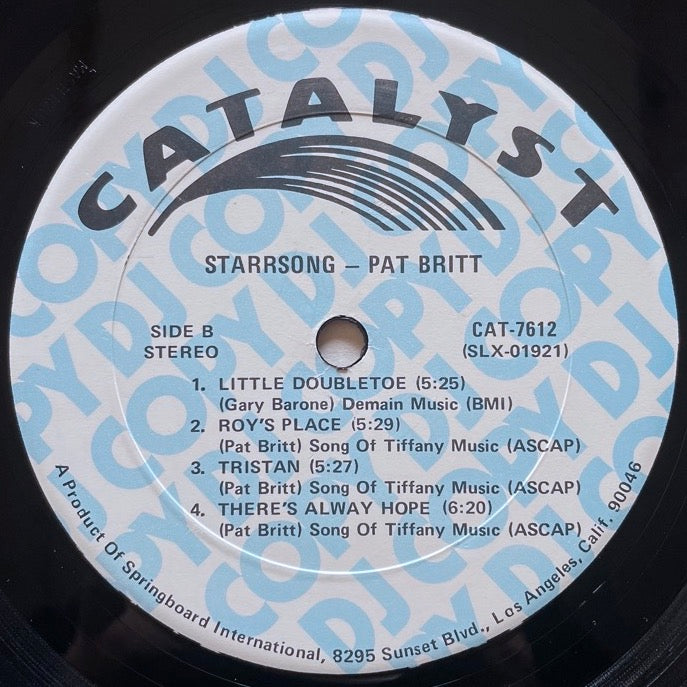 CATALYST
STARRSONG – PAT BRITT
SIDE B
STEREO
CAT-7612
(SLX-01921)
1. LITTLE DOUBLETOE (5:25)
(Gary Barone) Demain Music (BMI)
2. ROY'S PLACE (5:29)
(Pat Britt) Song Of Tiffany Music (ASCAP)
3. TRISTAN (5:27)
(Pat Britt) Song Of Tiffany Music (ASCAP)
4. THERE'S ALWAY HOPE (6:20)
(Pat Britt) Song Of Tiffany Music (ASCAP)
A Product Of Springboard International, 8295 Sunset Blvd., Los Angeles, Calif. 90046
DJ COPY